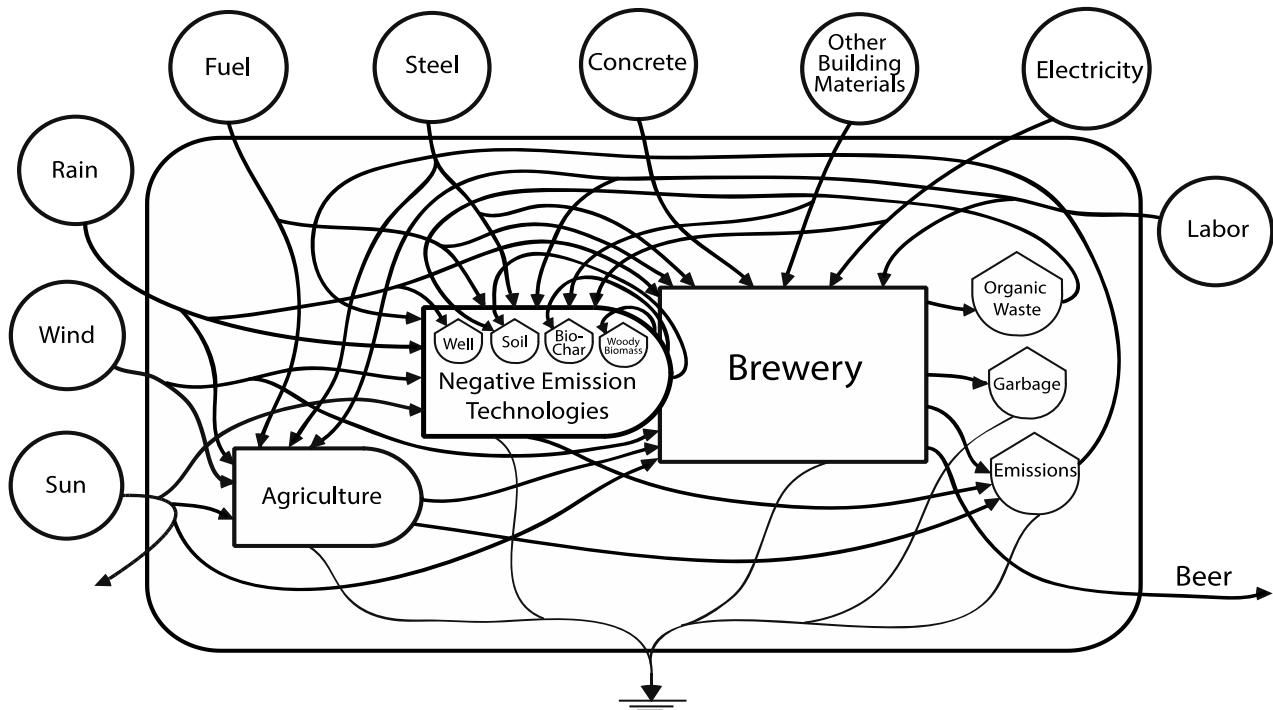 Fuel
Steel
Concrete
Other
Building
Materials
Electricity
Rain
Labor
Wind
Organic
Waste
Well
Soil
Bio-
Char
Woody
Biomass
Brewery
Garbage
Negative Emission
Technologies
Emissions
Sun
Agriculture
Beer